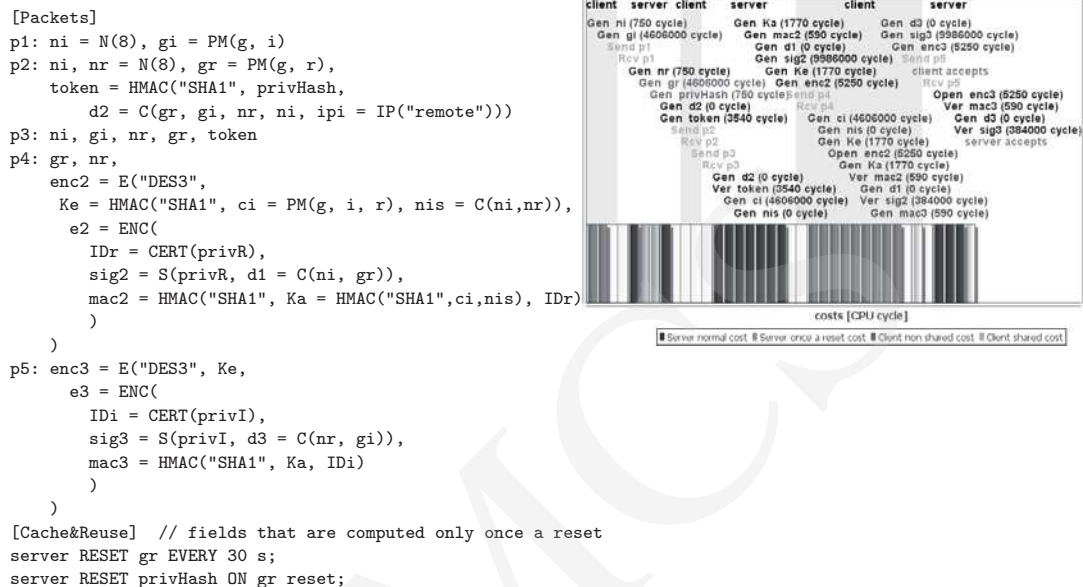 [Packets]
p1: ni = N(8), gi = PM(g, i)
p2: ni, nr = N(8), gr = PM(g, r),
token = HMAC("SHA1", privHash,
d2 = C(gr, gi, nr, ni, ipi = IP("remote")))
p3: ni, gi, nr, gr, token
p4: gr, nr,
enc2 = E("DES3",
Ke = HMAC("SHA1", ci = PM(g, i, r), nis = C(ni,nr)),
e2 = ENC(
IDr = CERT(privR),
sig2 = S(privR, d1 = C(ni, gr)),
mac2 = HMAC("SHA1", Ka = HMAC("SHA1",ci,nis), IDr)
)
)
p5: enc3 = E("DES3", Ke,
e3 = ENC(
IDi = CERT(privI),
sig3 = S(privI, d3 = C(nr, gi)),
mac3 = HMAC("SHA1", Ka, IDi)
)
)
[Cache&Reuse] // fields that are computed only once a reset
server RESET gr EVERY 30 s;
server RESET privHash ON gr reset;
client server client server client server
Gen ni (750 cycle)
Gen gi (4606000 cycle)
Send p1
Rcv p1
Gen nr (750 cycle)
Gen gr (4606000 cycle)
Gen privHash (750 cycle)
Gen d2 (0 cycle)
Gen token (3540 cycle)
Send p2
Rcv p2
Send p3
Rcv p3
Gen d2 (0 cycle)
Ver token (3540 cycle)
Gen ci (4606000 cycle)
Gen nis (0 cycle)
Gen Ka (1770 cycle)
Gen mac2 (590 cycle)
Gen d1 (0 cycle)
Gen sig2 (9986000 cycle)
Gen Ke (1770 cycle)
Gen enc2 (5250 cycle)
Send p4
Rcv p4
Gen ci (4606000 cycle)
Gen nis (0 cycle)
Gen Ke (1770 cycle)
Open enc2 (5250 cycle)
Gen Ka (1770 cycle)
Ver mac2 (590 cycle)
Gen d1 (0 cycle)
Ver sig2 (384000 cycle)
Gen mac3 (590 cycle)
Gen d3 (0 cycle)
Gen sig3 (9986000 cycle)
Gen enc3 (5250 cycle)
Send p5
client accepts
Rcv p5
Open enc3 (5250 cycle)
Ver mac3 (590 cycle)
Gen d3 (0 cycle)
Ver sig3 (384000 cycle)
server accepts
costs [CPU cycle]
Server normal cost Server once a reset cost Client non shared cost Client shared cost